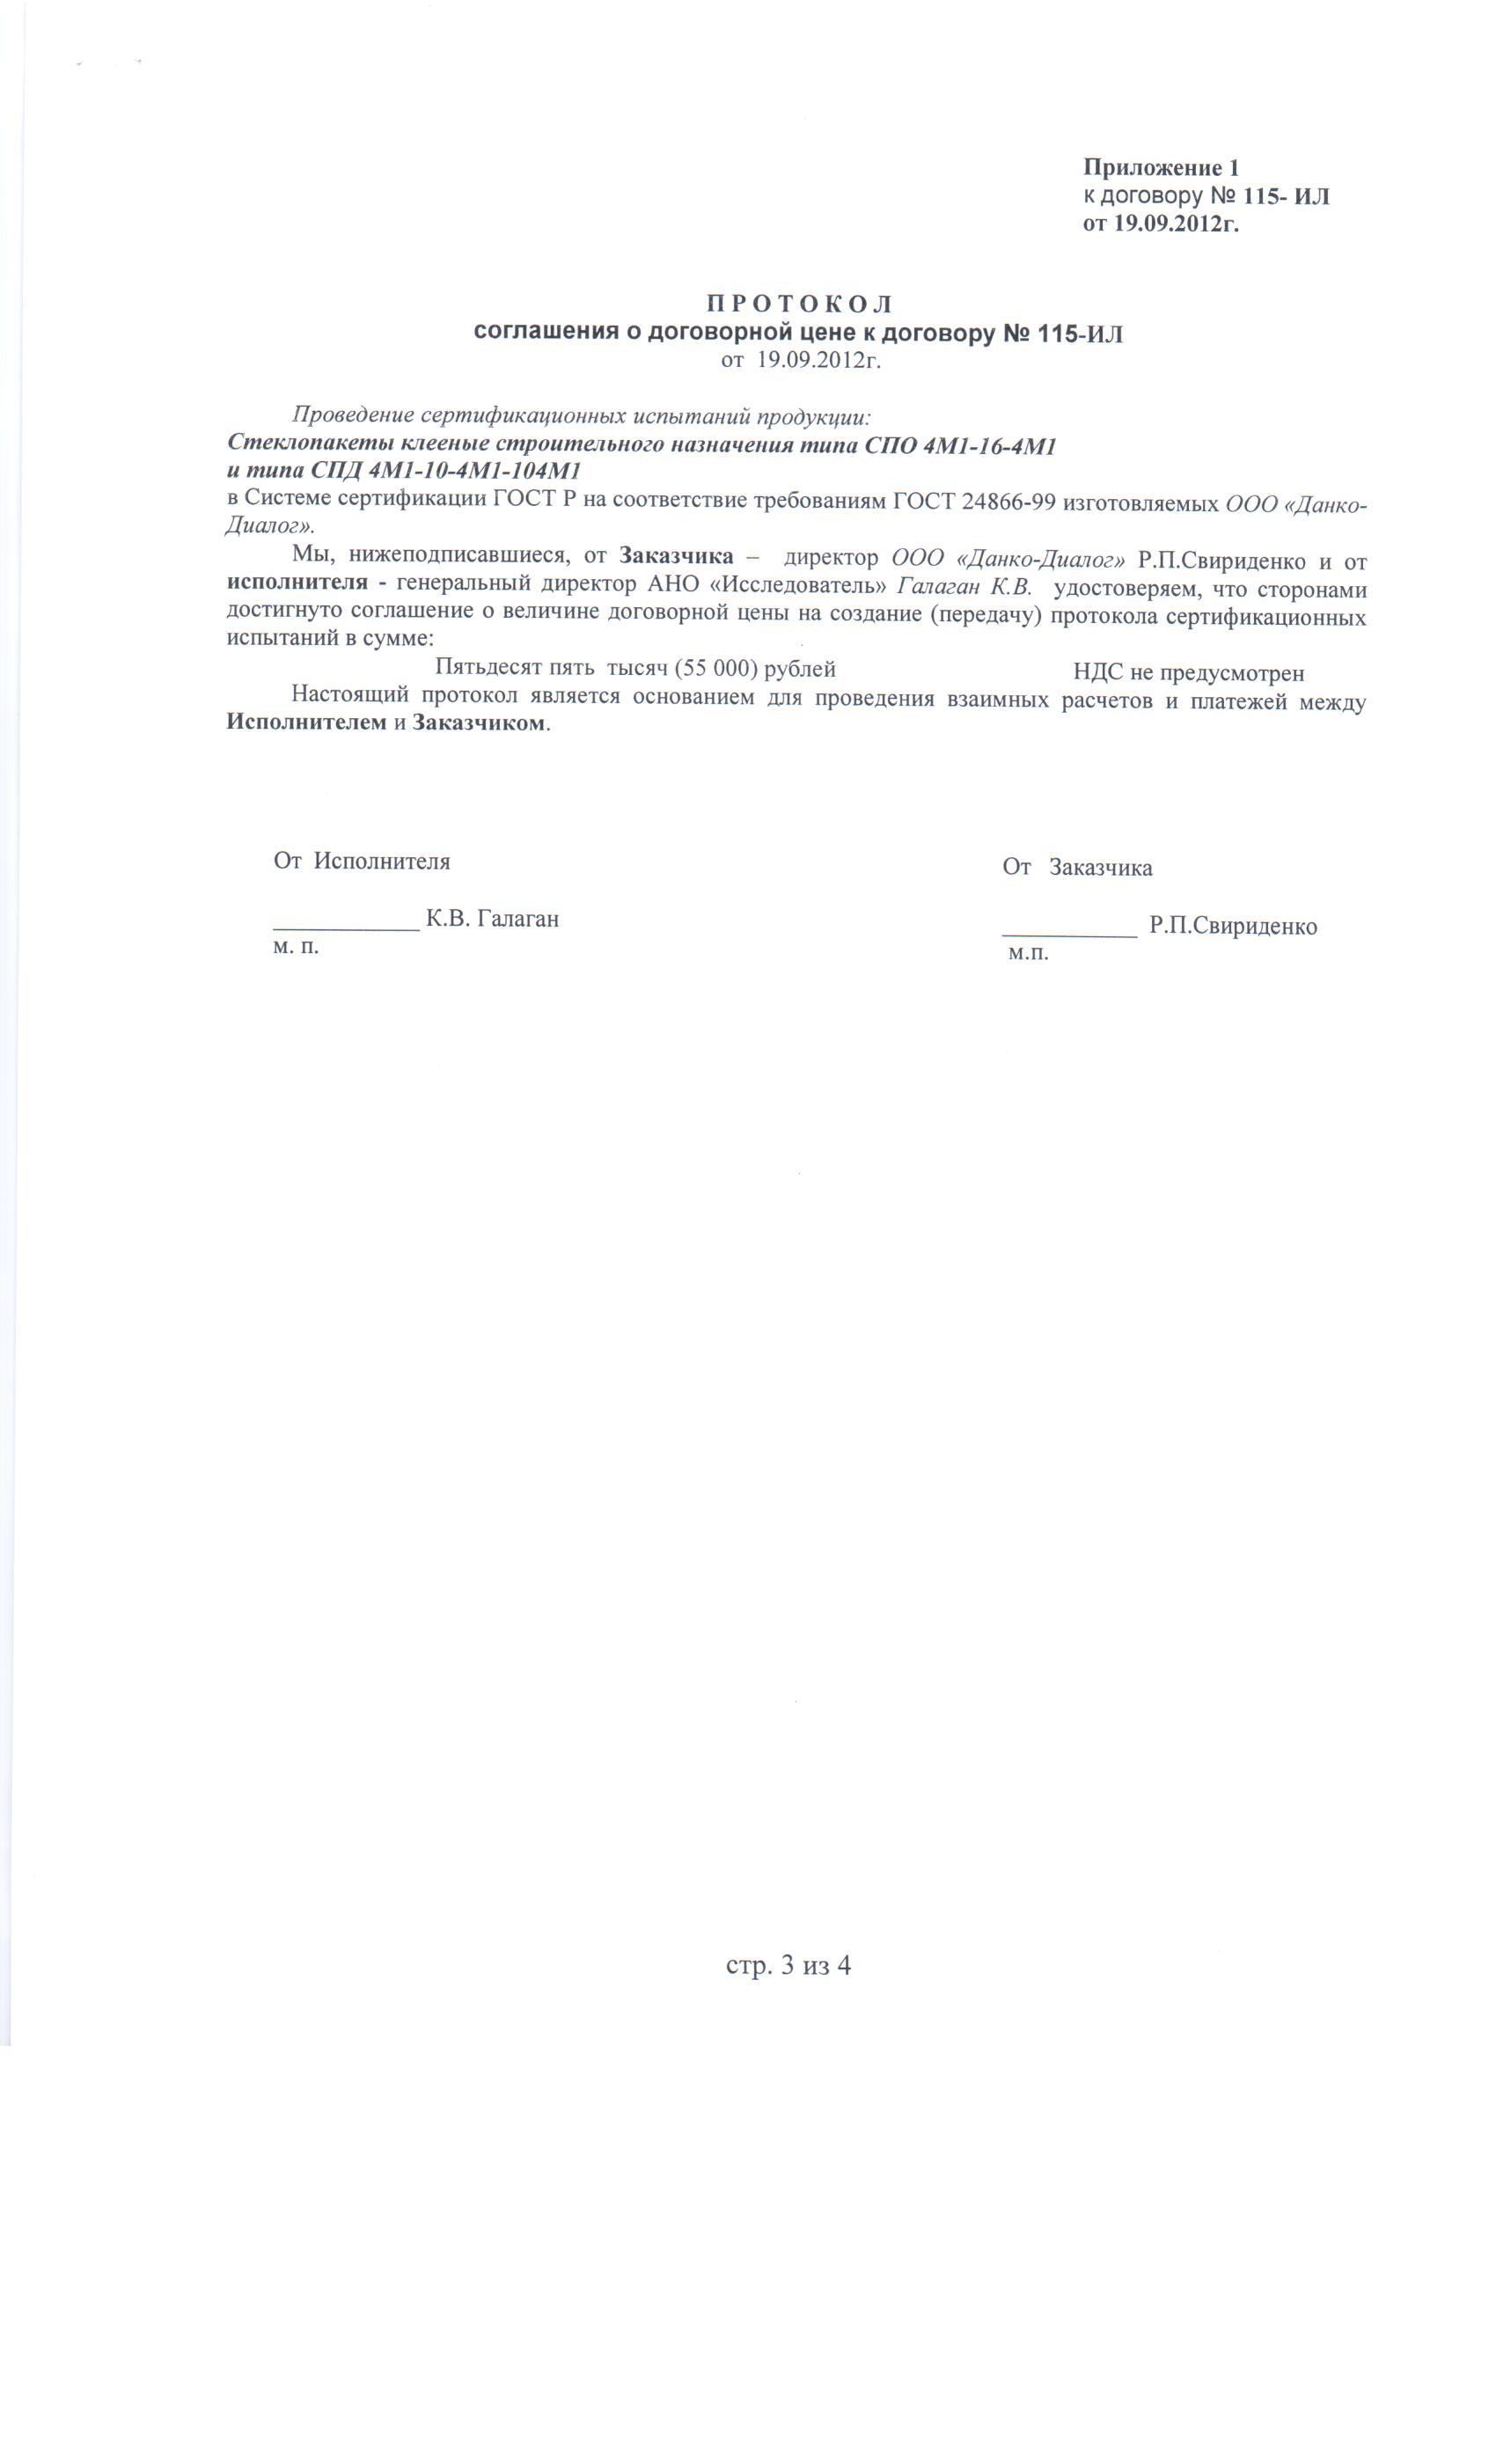 Приложение 1
к договору № 115- ИЛ
от 19.09.2012г.
П Р О Т О К О Л
соглашения о договорной цене к договору № 115-ИЛ
от 19.09.2012г.
Проведение сертификационных испытаний продукции:
Стеклопакеты клееные строительного назначения типа СПО 4М1-16-4М1
и типа СПД 4М1-10-4М1-104М1
в Системе сертификации ГОСТ Р на соответствие требованиям ГОСТ 24866-99 изготовляемых ООО «Данко-
Диалог».
Мы, нижеподписавшиеся, от Заказчика – директор ООО «Данко-Диалог» Р.П.Свириденко и от
исполнителя - генеральный директор АНО «Исследователь» Галаган К.В. удостоверяем, что сторонами
достигнуто соглашение о величине договорной цены на создание (передачу) протокола сертификационных
испытаний в сумме:
Пятьдесят пять тысяч (55 000) рублей НДС не предусмотрен
Настоящий протокол является основанием для проведения взаимных расчетов и платежей между
Исполнителем и Заказчиком.
От Исполнителя От Заказчика
____________ К.В. Галаган ___________ Р.П.Свириденко
м. п. м.п.
стр. 3 из 4